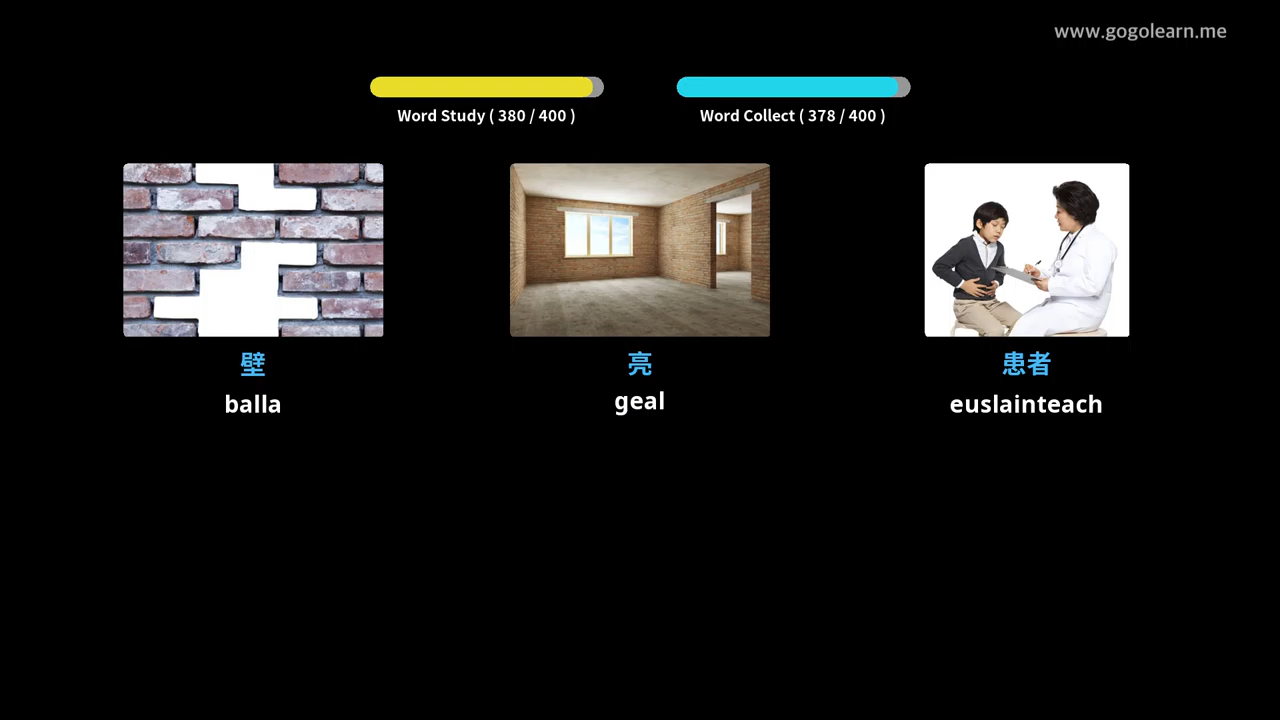 www.gogolearn.me
Word Study ( 380 / 400 )
Word Collect ( 378 / 400 )
壁
亮
患者
balla
geal
euslainteach